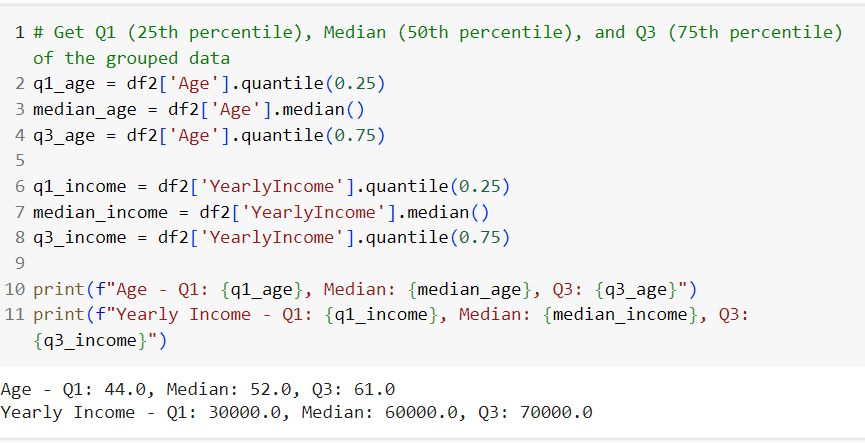 1 # Get Q1 (25th percentile), Median (50th percentile), and Q3 (75th percentile)
of the grouped data
2 q1_age = df2['Age'].quantile(0.25)
3 median_age = df2['Age'].median()
4 q3_age = df2['Age'].quantile(0.75)
5
6 q1_income = df2['YearlyIncome'].quantile(0.25)
7 median_income = df2['YearlyIncome'].median()
8 q3_income = df2['YearlyIncome'].quantile(0.75)
9
10 print(f"Age - Q1: {q1_age}, Median: {median_age}, Q3: {q3_age}")
11 print(f"Yearly Income - Q1: {q1_income}, Median: {median_income}, Q3:
{q3_income}")
Age - Q1: 44.0, Median: 52.0, Q3: 61.0
Yearly Income - Q1: 30000.0, Median: 60000.0, Q3: 70000.0